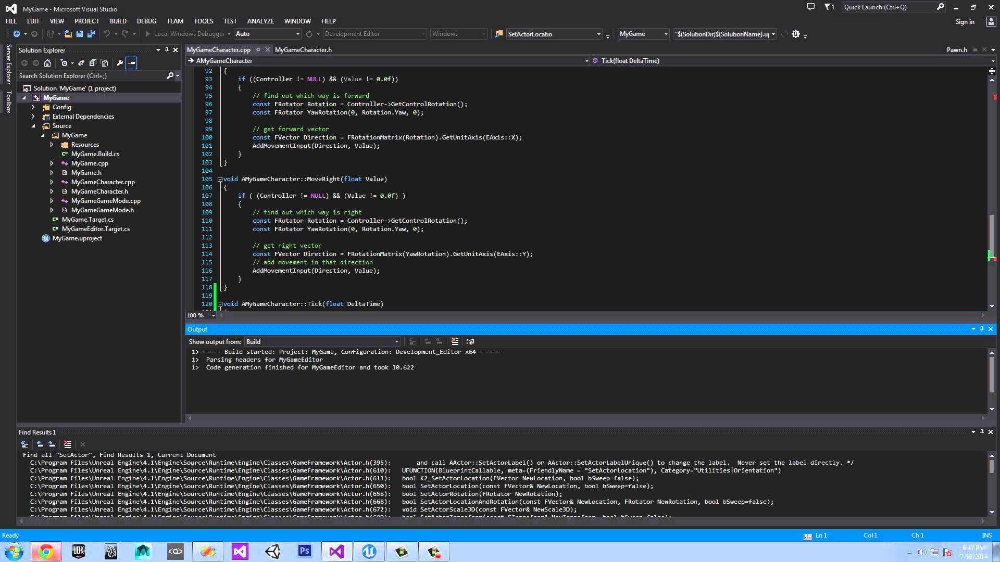 MyGame - Microsoft Visual Studio
1
Quick Launch (Ctrl+Q)
FILE EDIT VIEW PROJECT BUILD DEBUG TEAM TOOLS TEST ANALYZE WINDOW HELP
Sign in
Local Windows Debugger Auto Development Editor Windows SetActorLocatio MyGame "$(SolutionDir)$(SolutionName).u
Server Explorer
Toolbox
Solution Explorer
Search Solution Explorer (Ctrl+;)
Solution 'MyGame' (1 project)
MyGame
Config
External Dependencies
Source
MyGame
Resources
MyGame.Build.cs
MyGame.cpp
MyGame.h
MyGameCharacter.cpp
MyGameCharacter.h
MyGameGameMode.cpp
MyGameGameMode.h
MyGame.Target.cs
MyGameEditor.Target.cs
MyGame.uproject
MyGameCharacter.cpp MyGameCharacter.h Pawn.h
AMyGameCharacter Tick(float DeltaTime)
92 {
93 if ((Controller != NULL) && (Value != 0.0f))
94 {
95 // find out which way is forward
96 const FRotator Rotation = Controller->GetControlRotation();
97 const FRotator YawRotation(0, Rotation.Yaw, 0);
98
99 // get forward vector
100 const FVector Direction = FRotationMatrix(Rotation).GetUnitAxis(EAxis::X);
101 AddMovementInput(Direction, Value);
102 }
103 }
104
105 void AMyGameCharacter::MoveRight(float Value)
106 {
107 if ( (Controller != NULL) && (Value != 0.0f) )
108 {
109 // find out which way is right
110 const FRotator Rotation = Controller->GetControlRotation();
111 const FRotator YawRotation(0, Rotation.Yaw, 0);
112
113 // get right vector
114 const FVector Direction = FRotationMatrix(YawRotation).GetUnitAxis(EAxis::Y);
115 // add movement in that direction
116 AddMovementInput(Direction, Value);
117 }
118 }
119
120 void AMyGameCharacter::Tick(float DeltaTime)
100 %
Output
Show output from: Build
1>------ Build started: Project: MyGame, Configuration: Development_Editor x64 ------
1> Parsing headers for MyGameEditor
1> Code generation finished for MyGameEditor and took 10.622
Find Results 1
Find all "SetActor", Find Results 1, Current Document
C:\Program Files\Unreal Engine\4.1\Engine\Source\Runtime\Engine\Classes\GameFramework\Actor.h(395): and call AActor::SetActorLabel() or AActor::SetActorLabelUnique() to change the label. Never set the label directly. */
C:\Program Files\Unreal Engine\4.1\Engine\Source\Runtime\Engine\Classes\GameFramework\Actor.h(610): UFUNCTION(BlueprintCallable, meta=(FriendlyName = "SetActorLocation"), Category="Utilities|Orientation")
C:\Program Files\Unreal Engine\4.1\Engine\Source\Runtime\Engine\Classes\GameFramework\Actor.h(611): bool K2_SetActorLocation(FVector NewLocation, bool bSweep=false);
C:\Program Files\Unreal Engine\4.1\Engine\Source\Runtime\Engine\Classes\GameFramework\Actor.h(650): bool SetActorLocation(const FVector& NewLocation, bool bSweep=false);
C:\Program Files\Unreal Engine\4.1\Engine\Source\Runtime\Engine\Classes\GameFramework\Actor.h(658): bool SetActorRotation(FRotator NewRotation);
C:\Program Files\Unreal Engine\4.1\Engine\Source\Runtime\Engine\Classes\GameFramework\Actor.h(668): bool SetActorLocationAndRotation(const FVector& NewLocation, FRotator NewRotation, bool bSweep=false);
C:\Program Files\Unreal Engine\4.1\Engine\Source\Runtime\Engine\Classes\GameFramework\Actor.h(672): void SetActorScale3D(const FVector& NewScale3D);
Ready Ln 1 Col 1 Ch 1 INS
UDK Ps
6:47 PM
7/10/2014